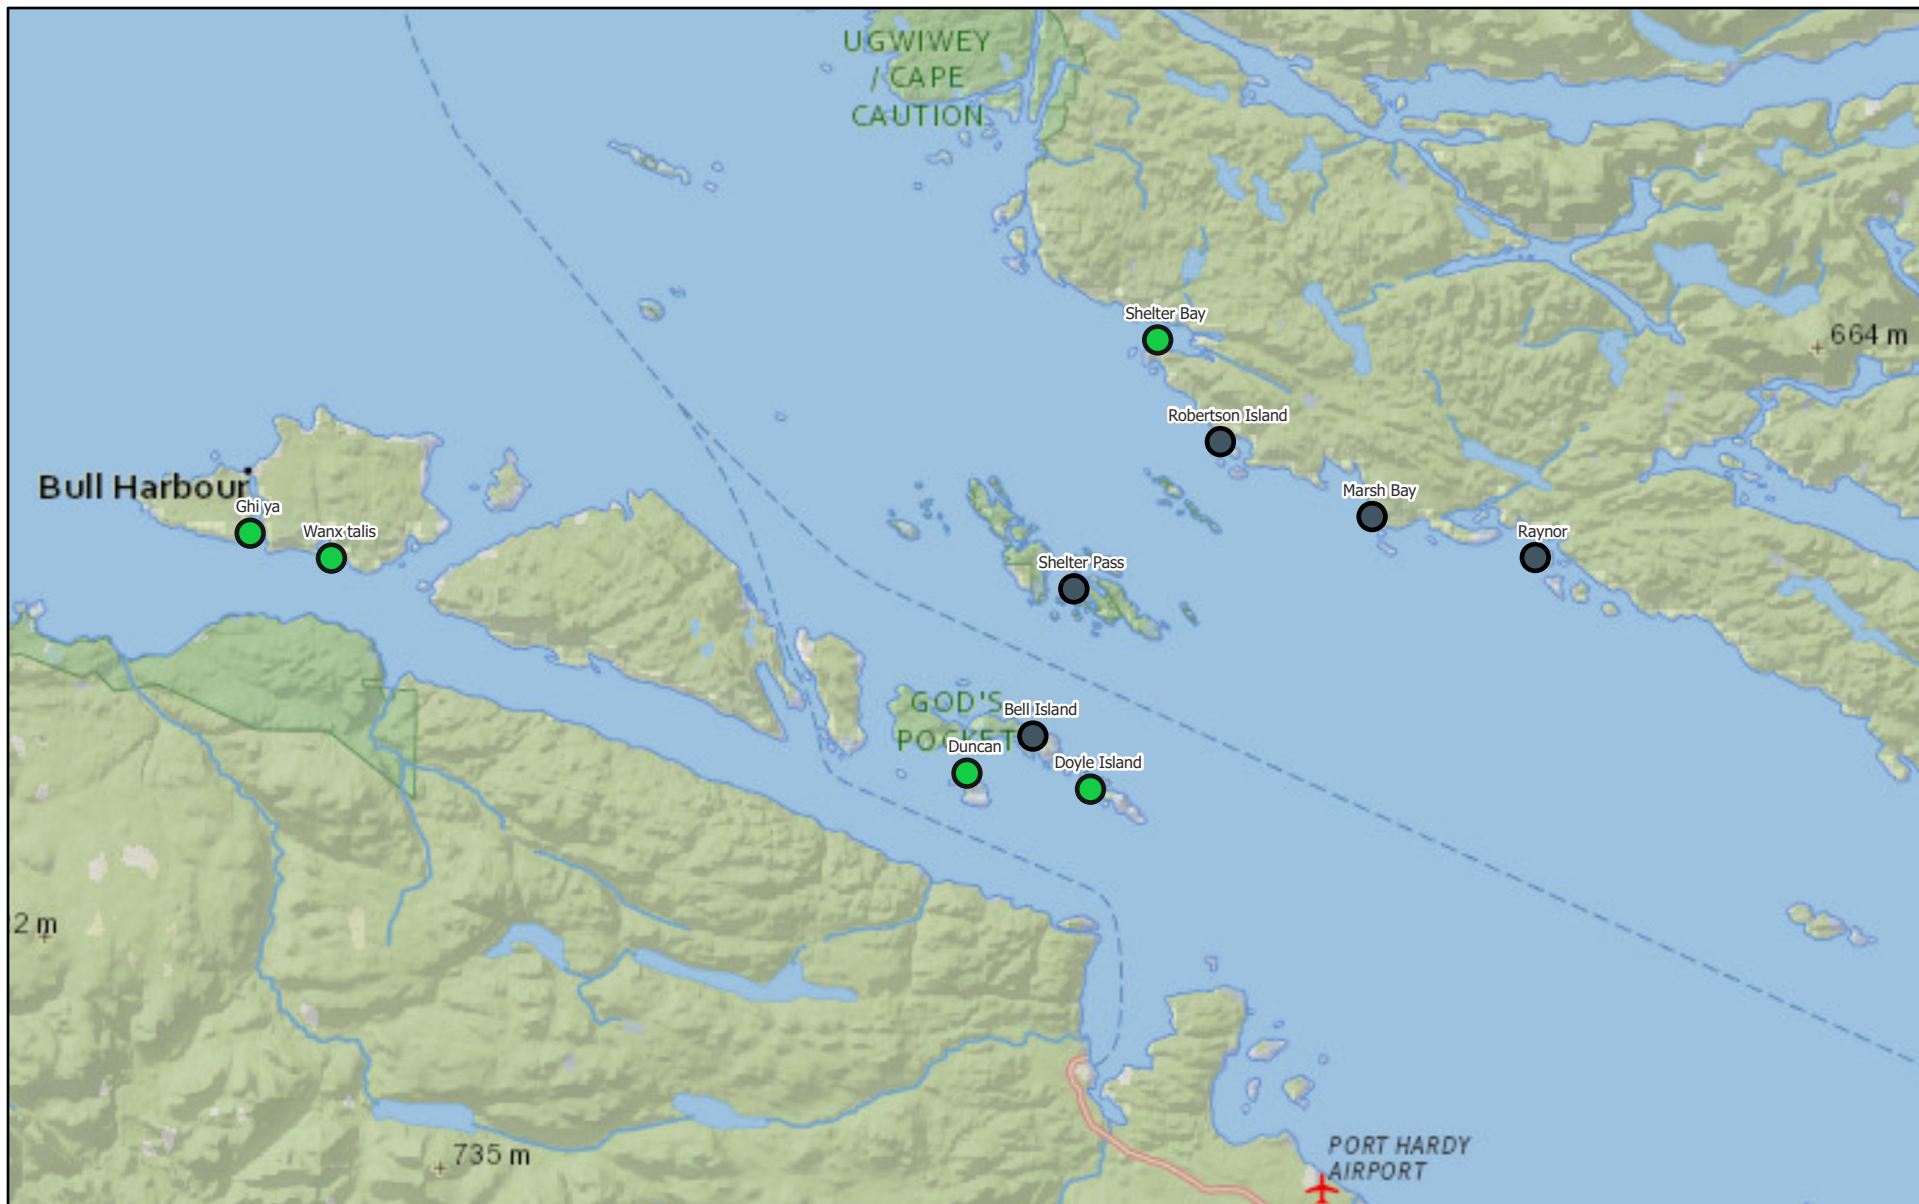 UGWIWEY
/ CAPE
CAUTION
Shelter Bay
664 m
Robertson Island
Bull Harbour
Marsh Bay
Ghi ya
Wanx talis
Raynor
Shelter Pass
GOD'S
Bell Island
POCKET
Duncan
Doyle Island
2 m
735 m
PORT HARDY
AIRPORT